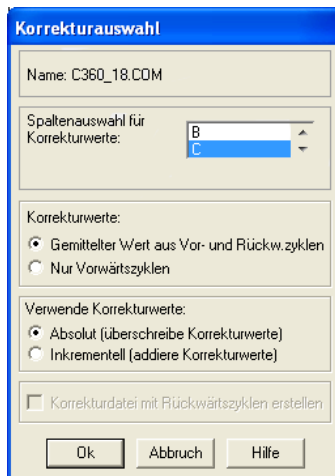 Korrekturauswahl
Name: C360_18.COM
Spaltenauswahl für
Korrekturwerte:
B
C
Korrekturwerte:
Gemittelter Wert aus Vor- und Rückw.zyklen
Nur Vorwärtszyklen
Verwende Korrekturwerte:
Absolut (überschreibe Korrekturwerte)
Inkrementell (addiere Korrekturwerte)
Korrekturdatei mit Rückwärtszyklen erstellen
Ok Abbruch Hilfe